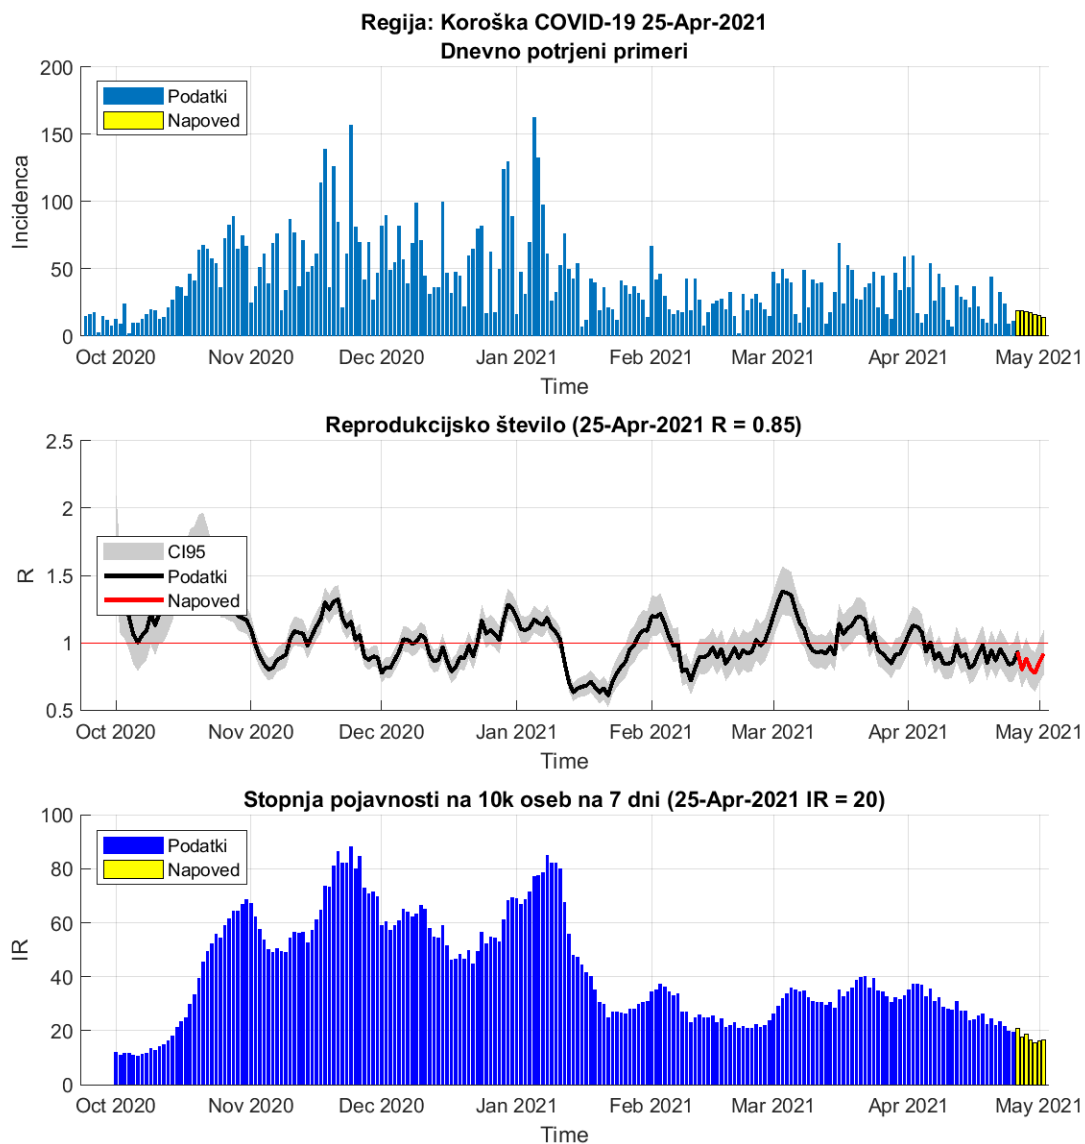 Regija: Koroška COVID-19 25-Apr-2021
Dnevno potrjeni primeri
200
150
100
50
0
Incidenca
Podatki
Napoved
Oct 2020 Nov 2020 Dec 2020 Jan 2021 Feb 2021 Mar 2021 Apr 2021 May 2021
Time
Reprodukcijsko število (25-Apr-2021 R = 0.85)
2.5
2
1.5
1
0.5
R
CI95
Podatki
Napoved
Oct 2020 Nov 2020 Dec 2020 Jan 2021 Feb 2021 Mar 2021 Apr 2021 May 2021
Time
Stopnja pojavnosti na 10k oseb na 7 dni (25-Apr-2021 IR = 20)
100
80
60
40
20
0
IR
Podatki
Napoved
Oct 2020 Nov 2020 Dec 2020 Jan 2021 Feb 2021 Mar 2021 Apr 2021 May 2021
Time